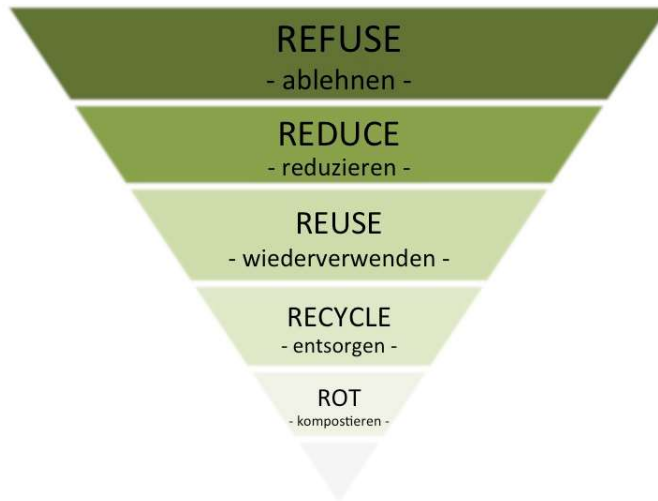 REFUSE
- ablehnen -
REDUCE
- reduzieren -
REUSE
- wiederverwenden -
RECYCLE
- entsorgen -
ROT
- kompostieren -